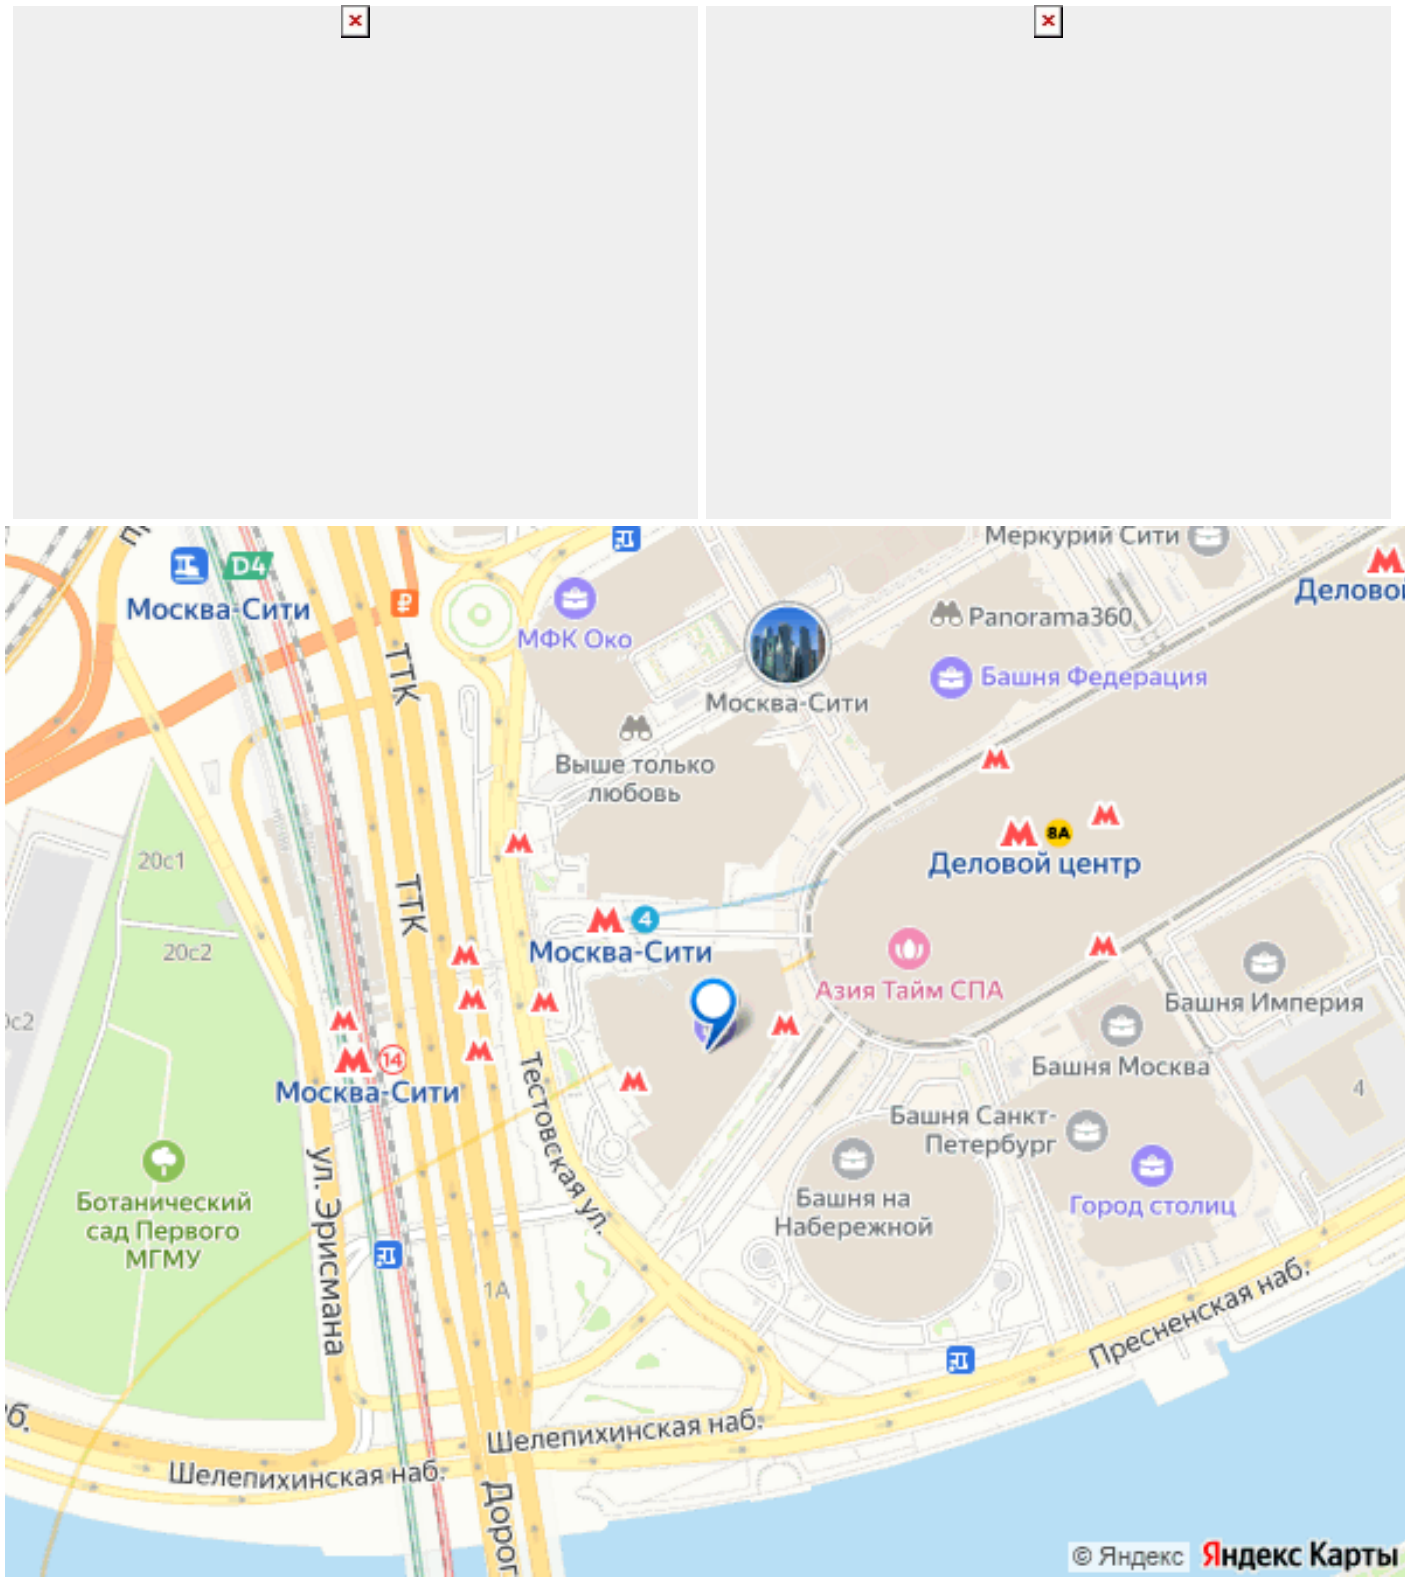 Меркурий Сити
D4
Москва-Сити
₽
МФК Око
Panorama360
Деловой
ТТК
Башня Федерация
Москва-Сити
Выше только
любовь
20с1
8А
Деловой центр
ТТК
4
20с2
Москва-Сити
Азия Тайм СПА
Башня Империя
с2
14
Башня Москва
Москва-Сити
4
Тестовская ул.
Башня Санкт-
Петербург
Ботанический
сад Первого
МГМУ
ул. Эрисмана
Башня на
Набережной
Город столиц
1А
Пресненская наб.
Шелепихинская наб.
б.
Шелепихинская наб.
Дорог
© Яндекс Яндекс Карты